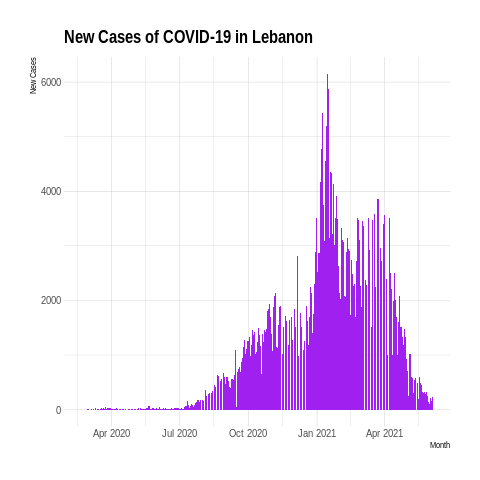 New Cases of COVID-19 in Lebanon
New Cases
6000
4000
2000
0
Apr 2020 Jul 2020 Oct 2020 Jan 2021 Apr 2021
Month